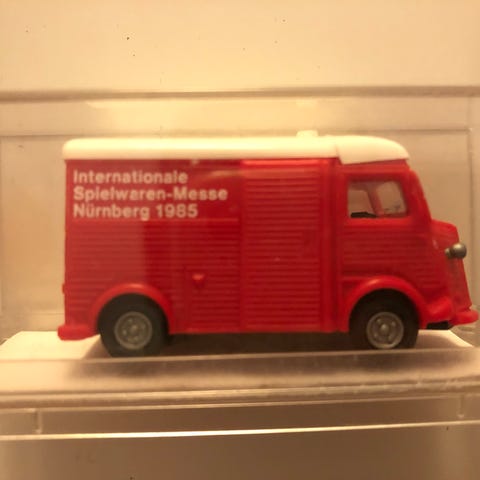 Internationale
Spielwaren-Messe
Nürnberg 1985